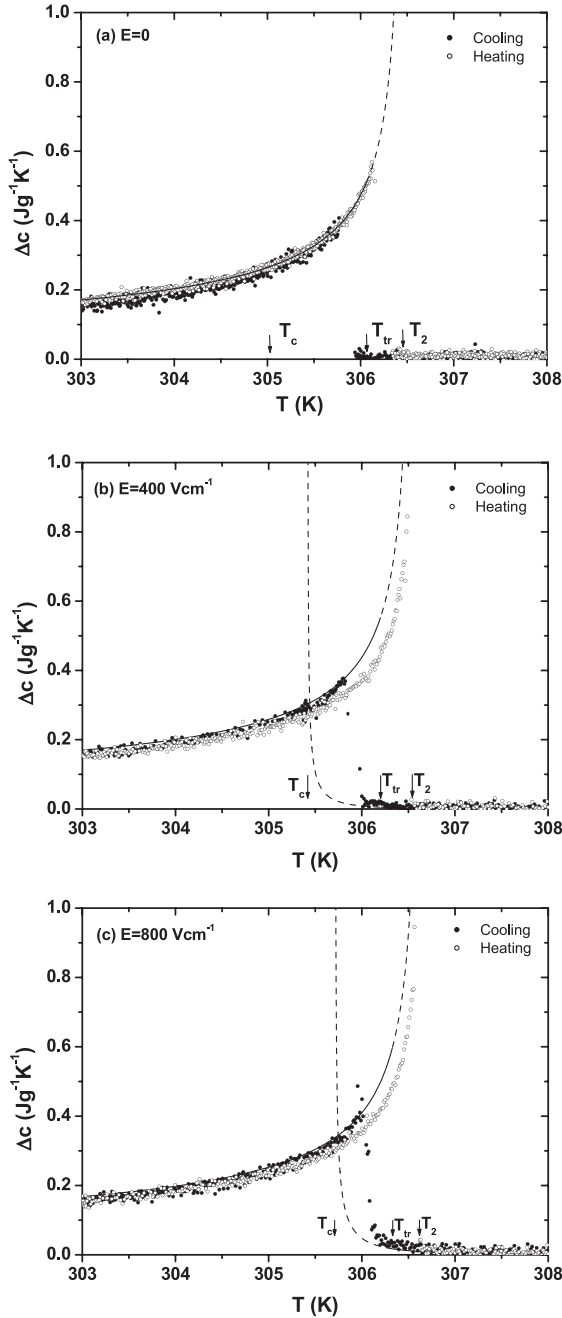 (a) E=0
Cooling
Heating
Δc (Jg⁻¹K⁻¹)
1.0
0.8
0.6
0.4
0.2
0.0
T_c
T_tr
T_2
303 304 305 306 307 308
T (K)
(b) E=400 Vcm⁻¹
Cooling
Heating
Δc (Jg⁻¹K⁻¹)
1.0
0.8
0.6
0.4
0.2
0.0
T_c
T_tr
T_2
303 304 305 306 307 308
T (K)
(c) E=800 Vcm⁻¹
Cooling
Heating
Δc (Jg⁻¹K⁻¹)
1.0
0.8
0.6
0.4
0.2
0.0
T_c
T_tr
T_2
303 304 305 306 307 308
T (K)